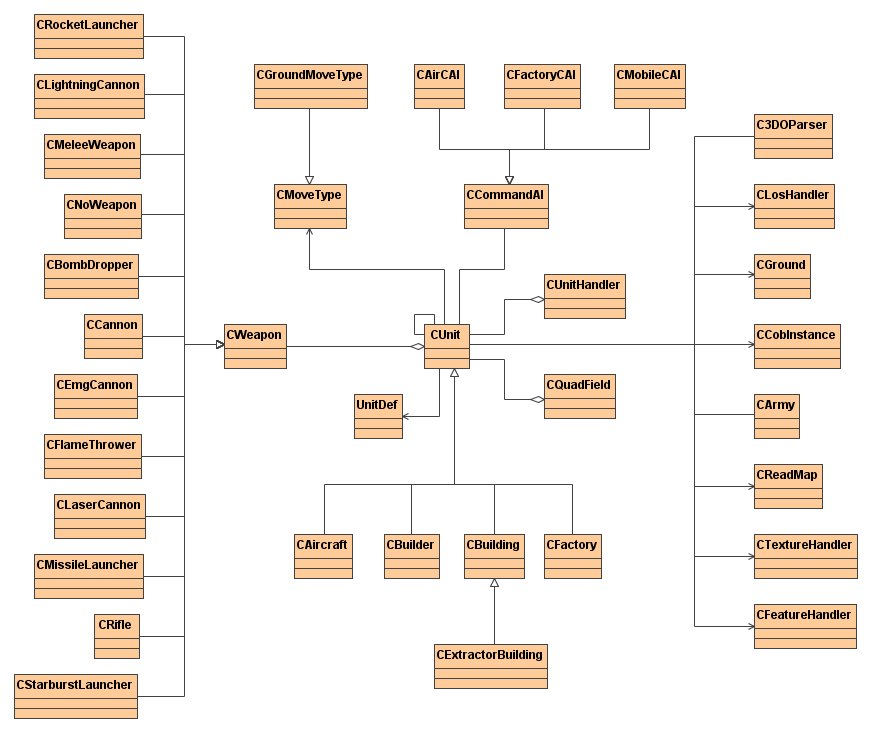 CRocketLauncher
CLightningCannon
CMeleeWeapon
CNoWeapon
CBombDropper
CCannon
CEmgCannon
CFlameThrower
CLaserCannon
CMissileLauncher
CRifle
CStarburstLauncher
CWeapon
CGroundMoveType
CMoveType
CAirCAI
CFactoryCAI
CMobileCAI
CCommandAI
CUnitHandler
CUnit
CQuadField
UnitDef
CAircraft
CBuilder
CBuilding
CFactory
CExtractorBuilding
C3DOParser
CLosHandler
CGround
CCobInstance
CArmy
CReadMap
CTextureHandler
CFeatureHandler